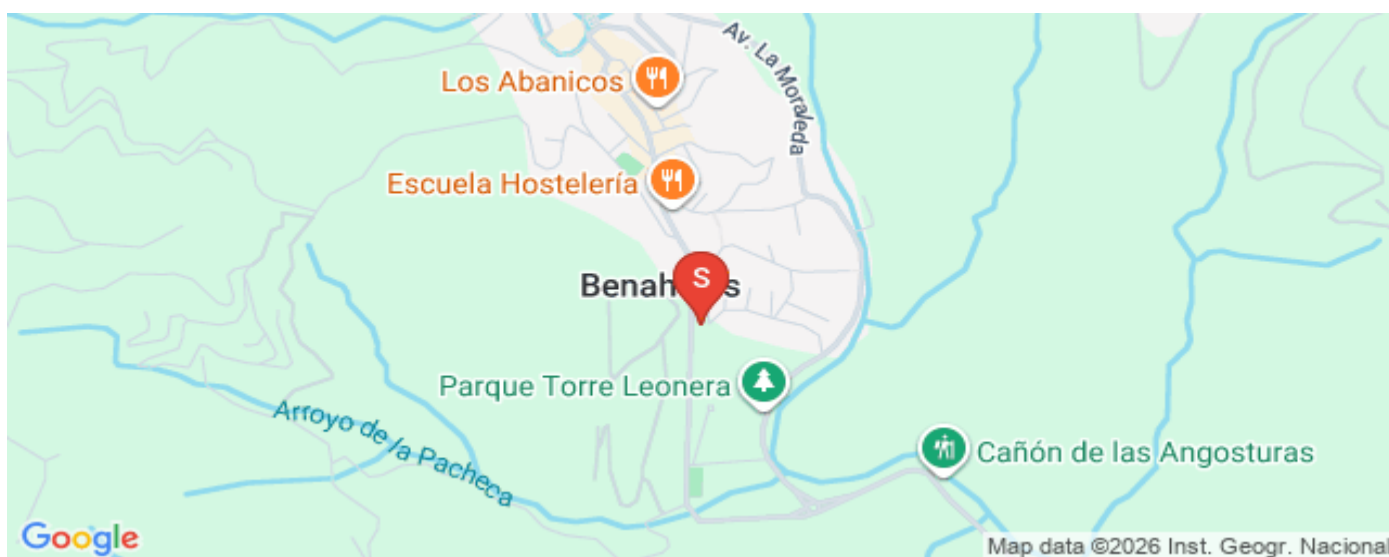 Av. La Moraleda
Los Abanicos
Escuela Hostelería
S
Parque Torre Leonera
Arroyo de la Pacheca
Cañón de las Angosturas
Google
Map data ©2026 Inst. Geogr. Nacional